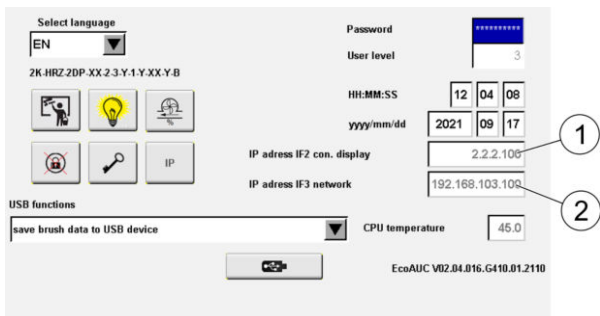 Select language
EN
2K-HRZ-2DP-XX-2-3-Y-1-Y-XX-Y-B
%
IP
Password **********
User level 3
HH:MM:SS 12 04 08
yyyy/mm/dd 2021 09 17
IP adress IF2 con. display 2.2.2.100
1
IP adress IF3 network 192.168.103.100
2
USB functions
save brush data to USB device
CPU temperature 45.0
EcoAUC V02.04.016.G410.01.2110